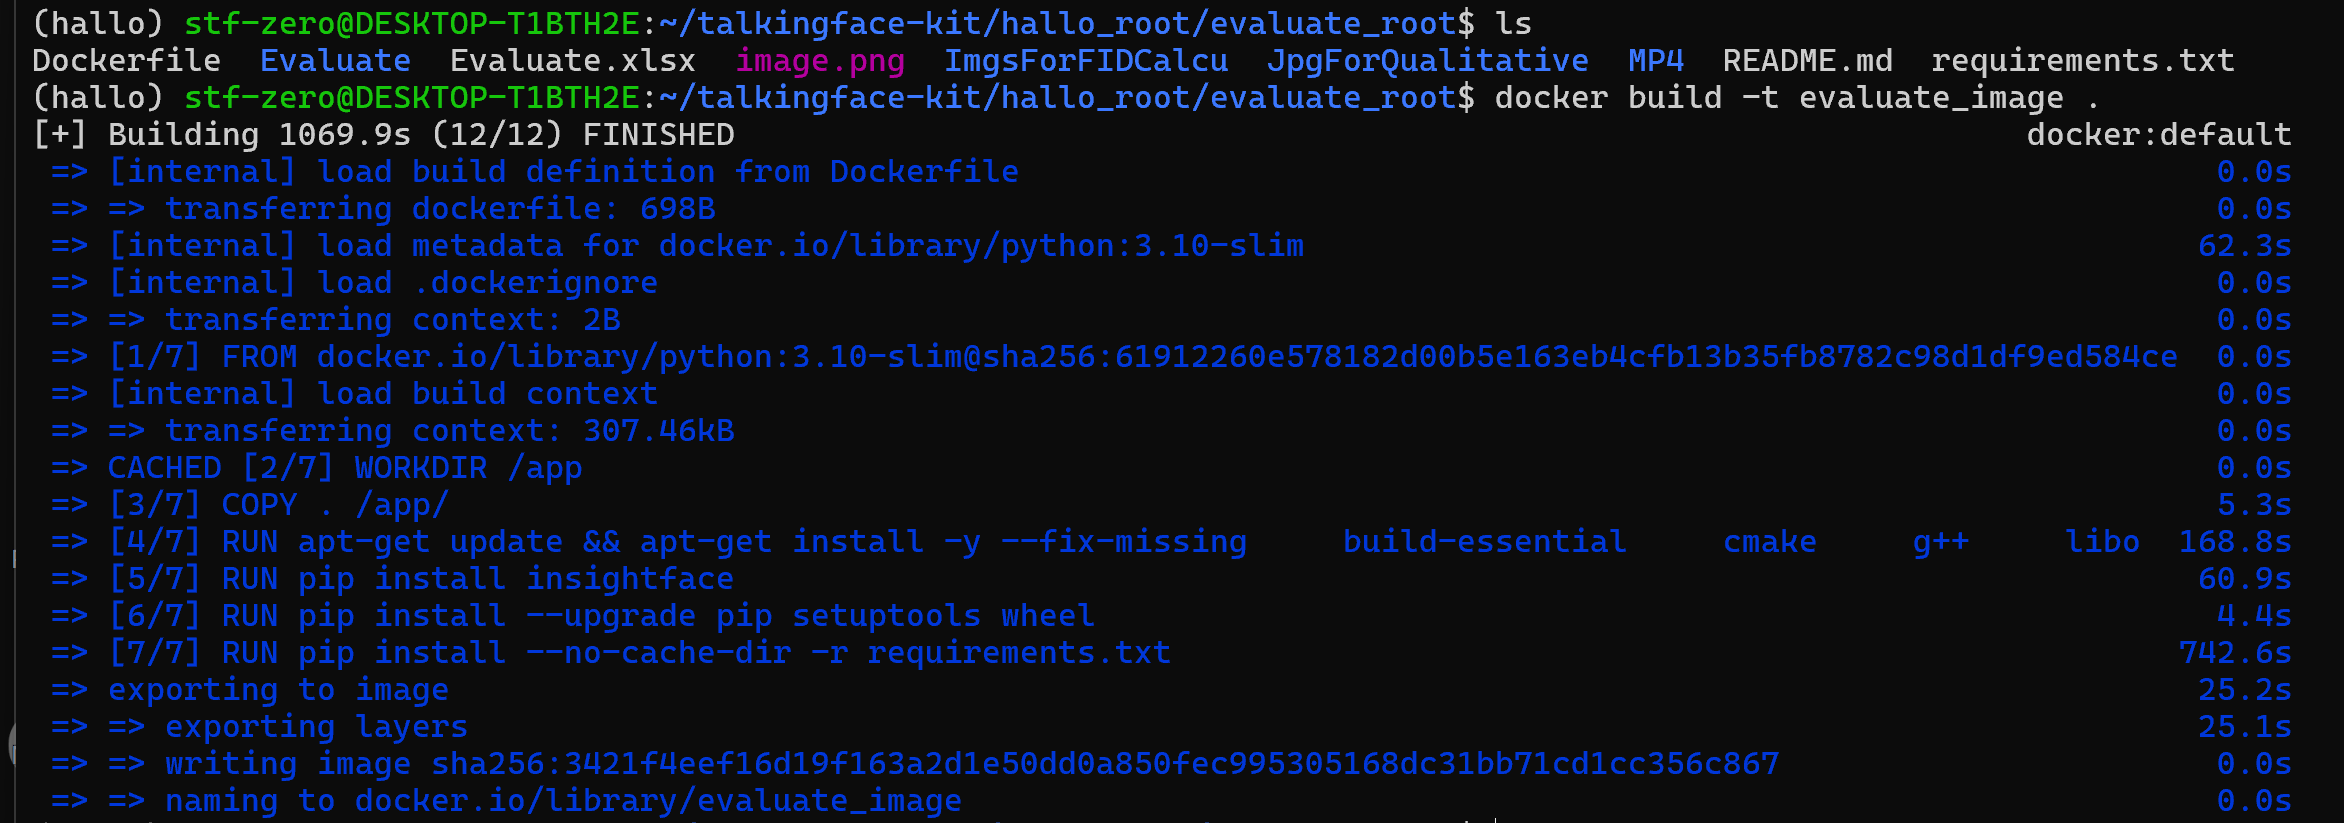 (hallo) stf-zero@DESKTOP-T1BTH2E:~/talkingface-kit/hallo_root/evaluate_root$ ls
Dockerfile  Evaluate  Evaluate.xlsx  image.png  ImgsForFIDCalcu  JpgForQualitative  MP4  README.md  requirements.txt
(hallo) stf-zero@DESKTOP-T1BTH2E:~/talkingface-kit/hallo_root/evaluate_root$ docker build -t evaluate_image .
[+] Building 1069.9s (12/12) FINISHED docker:default
=> [internal] load build definition from Dockerfile 0.0s
=> => transferring dockerfile: 698B 0.0s
=> [internal] load metadata for docker.io/library/python:3.10-slim 62.3s
=> [internal] load .dockerignore 0.0s
=> => transferring context: 2B 0.0s
=> [1/7] FROM docker.io/library/python:3.10-slim@sha256:61912260e578182d00b5e163eb4cfb13b35fb8782c98d1df9ed584ce 0.0s
=> [internal] load build context 0.0s
=> => transferring context: 307.46kB 0.0s
=> CACHED [2/7] WORKDIR /app 0.0s
=> [3/7] COPY . /app/ 5.3s
=> [4/7] RUN apt-get update && apt-get install -y --fix-missing     build-essential     cmake     g++     libo 168.8s
=> [5/7] RUN pip install insightface 60.9s
=> [6/7] RUN pip install --upgrade pip setuptools wheel 4.4s
=> [7/7] RUN pip install --no-cache-dir -r requirements.txt 742.6s
=> exporting to image 25.2s
=> => exporting layers 25.1s
=> => writing image sha256:3421f4eef16d19f163a2d1e50dd0a850fec995305168dc31bb71cd1cc356c867 0.0s
=> => naming to docker.io/library/evaluate_image 0.0s